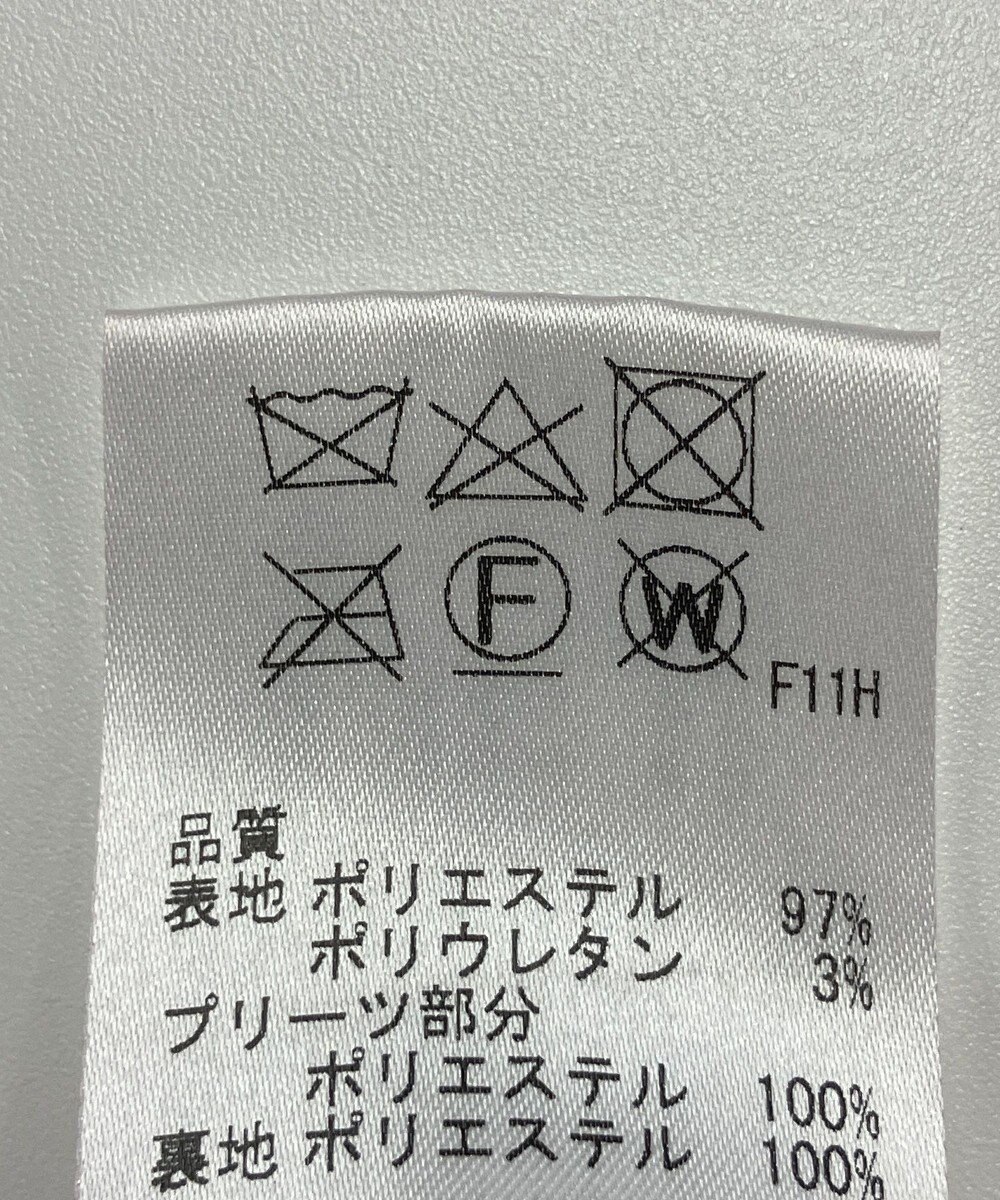 F W
F11H
品質
表地 ポリエステル 97%
ポリウレタン 3%
プリーツ部分
ポリエステル 100%
裏地 ポリエステル 100%